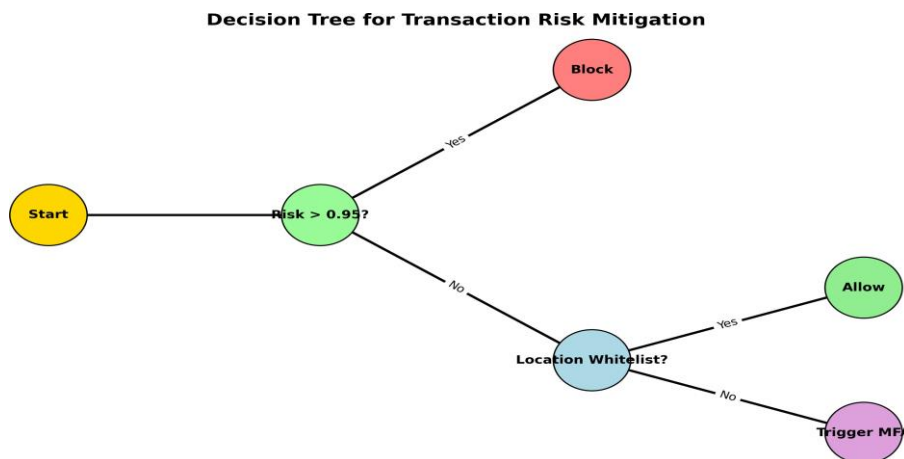 Decision Tree for Transaction Risk Mitigation
Block
Yes
Start
Risk > 0.95?
No
Allow
Yes
Location Whitelist?
No
Trigger MF